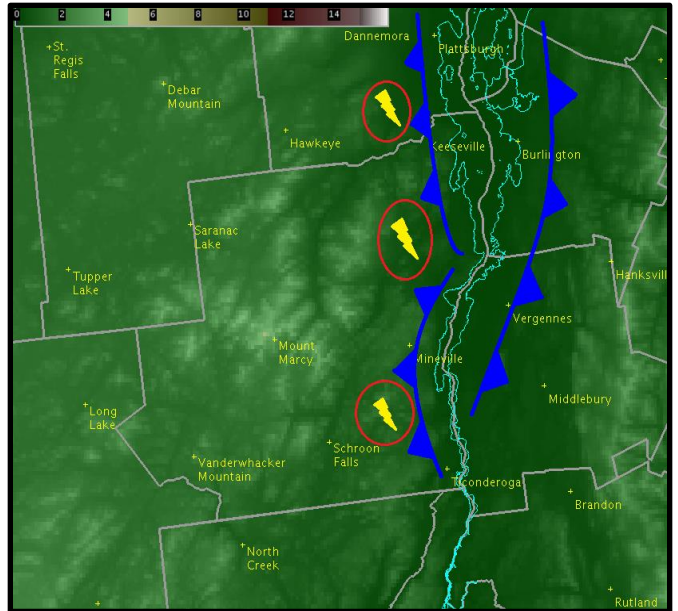 0 2 4 6 8 10 12 14
Dannemora
Plattsburgh
St.
Regis
Falls
Debar
Mountain
Hawkeye
Keeseville
Burlington
Saranac
Lake
Tupper
Lake
Hanksvill
Vergennes
Mount
Marcy
Mineville
Middlebury
Long
Lake
Schroon
Falls
Vanderwhacker
Mountain
Ticonderoga
Brandon
North
Creek
Rutland